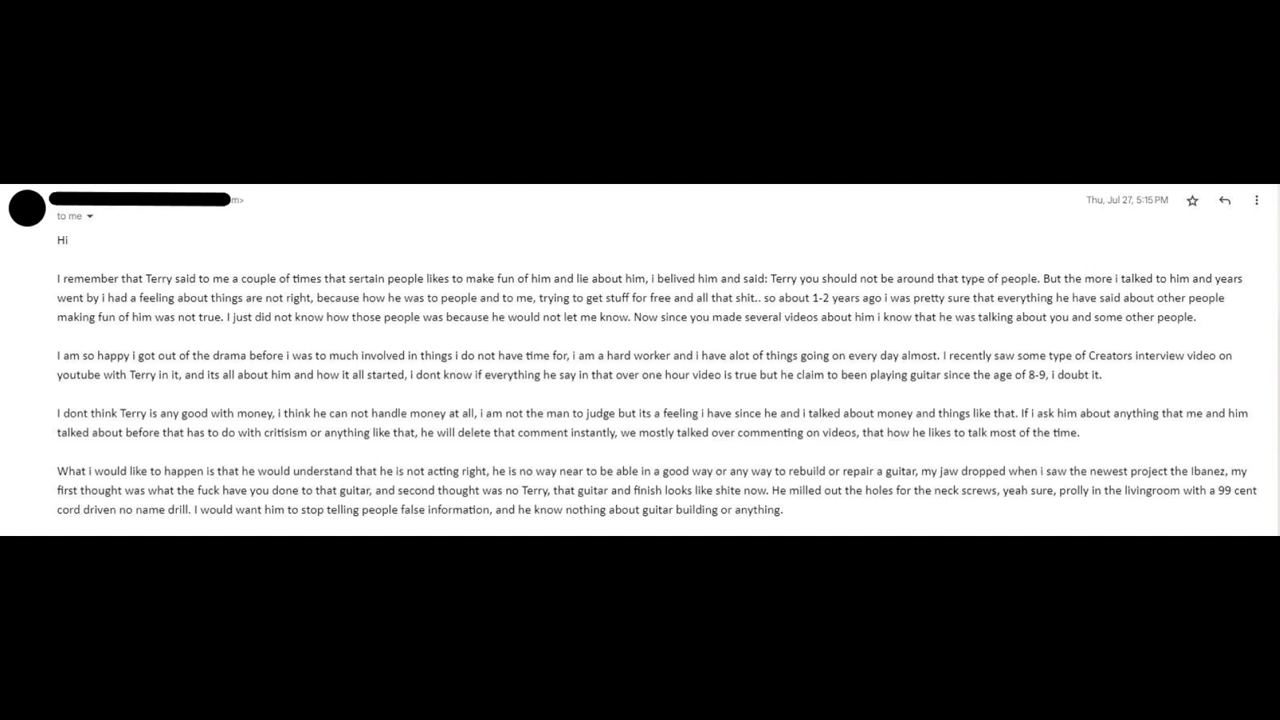 m>
Thu, Jul 27, 5:15 PM
to me
Hi
I remember that Terry said to me a couple of times that sertain people likes to make fun of him and lie about him, i belived him and said: Terry you should not be around that type of people. But the more i talked to him and years
went by i had a feeling about things are not right, because how he was to people and to me, trying to get stuff for free and all that shit.. so about 1-2 years ago i was pretty sure that everything he have said about other people
making fun of him was not true. I just did not know how those people was because he would not let me know. Now since you made several videos about him i know that he was talking about you and some other people.
I am so happy i got out of the drama before i was to much involved in things i do not have time for, i am a hard worker and i have alot of things going on every day almost. I recently saw some type of Creators interview video on
youtube with Terry in it, and its all about him and how it all started, i dont know if everything he say in that over one hour video is true but he claim to been playing guitar since the age of 8-9, i doubt it.
I dont think Terry is any good with money, i think he can not handle money at all, i am not the man to judge but its a feeling i have since he and i talked about money and things like that. If i ask him about anything that me and him
talked about before that has to do with critisism or anything like that, he will delete that comment instantly, we mostly talked over commenting on videos, that how he likes to talk most of the time.
What i would like to happen is that he would understand that he is not acting right, he is no way near to be able in a good way or any way to rebuild or repair a guitar, my jaw dropped when i saw the newest project the Ibanez, my
first thought was what the fuck have you done to that guitar, and second thought was no Terry, that guitar and finish looks like shite now. He milled out the holes for the neck screws, yeah sure, prolly in the livingroom with a 99 cent
cord driven no name drill. I would want him to stop telling people false information, and he know nothing about guitar building or anything.